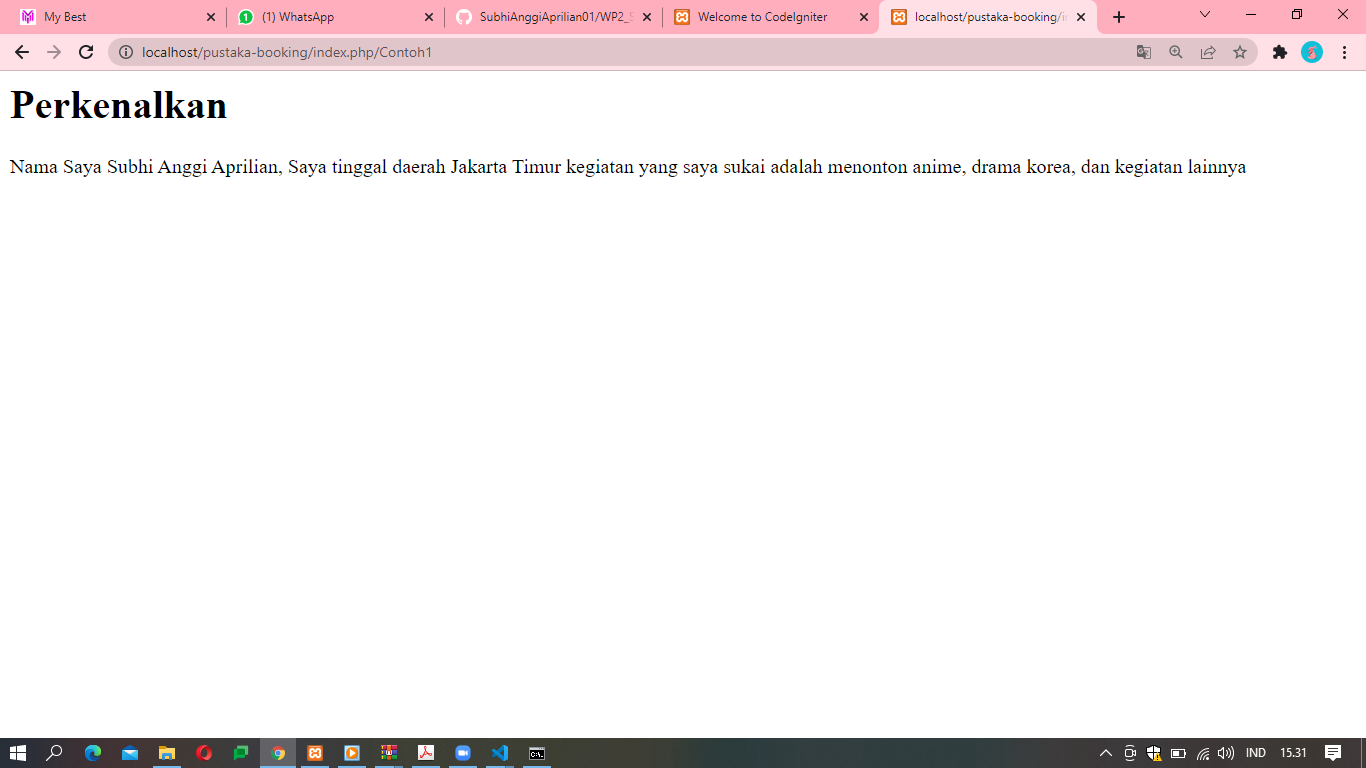 My Best
(1) WhatsApp
SubhiAnggiAprilian01/WP2_
Welcome to CodeIgniter
localhost/pustaka-booking/
localhost/pustaka-booking/index.php/Contoh1
Perkenalkan
Nama Saya Subhi Anggi Aprilian, Saya tinggal daerah Jakarta Timur kegiatan yang saya sukai adalah menonton anime, drama korea, dan kegiatan lainnya
IND
15.31